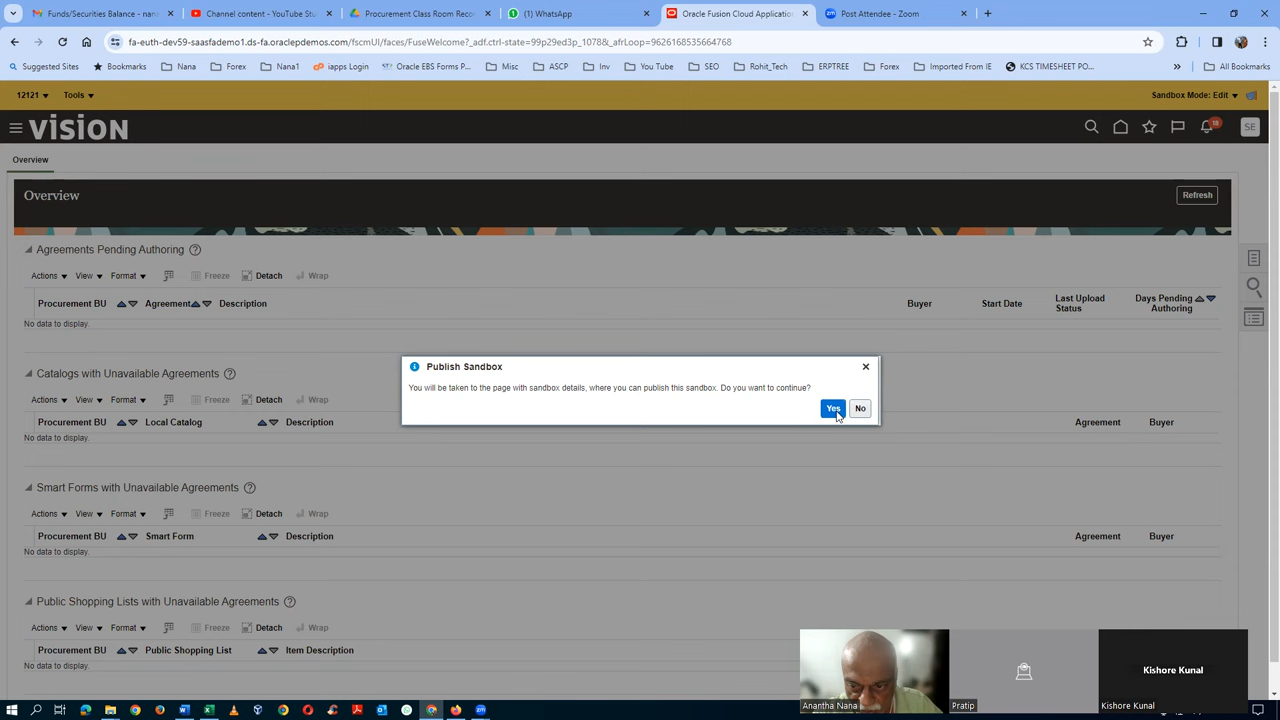 Funds/Securities Balance - nana
Channel content - YouTube Stu
Procurement Class Room Record
(1) WhatsApp
Oracle Fusion Cloud Application
Post Attendee - Zoom
fa-euth-dev59-saasfademo1.ds-fa.oraclepdemos.com/fscmUI/faces/FuseWelcome?_adf.ctrl-state=99p29ed3p_1078&_afrLoop=9626168535664768
Suggested Sites
Bookmarks
Nana
Forex
Nana1
iapps Login
Oracle EBS Forms P...
Misc
ASCP
Inv
You Tube
SEO
Rohit_Tech
ERPTREE
Forex
Imported From IE
KCS TIMESHEET PO...
All Bookmarks
12121
Tools
Sandbox Mode: Edit
VISION
18
SE
Overview
Overview
Refresh
Agreements Pending Authoring
Actions View Format Freeze Detach Wrap
Procurement BU Agreement Description Buyer Start Date Last Upload Status Days Pending Authoring
No data to display.
Publish Sandbox
You will be taken to the page with sandbox details, where you can publish this sandbox. Do you want to continue?
Yes No
Catalogs with Unavailable Agreements
Actions View Format Freeze Detach Wrap
Procurement BU Local Catalog Description Agreement Buyer
No data to display.
Smart Forms with Unavailable Agreements
Actions View Format Freeze Detach Wrap
Procurement BU Smart Form Description Agreement Buyer
No data to display.
Public Shopping Lists with Unavailable Agreements
Actions View Format Freeze Detach Wrap
Procurement BU Public Shopping List Item Description
No data to display.
Kishore Kunal
Anantha Nana
Pratip
Kishore Kunal